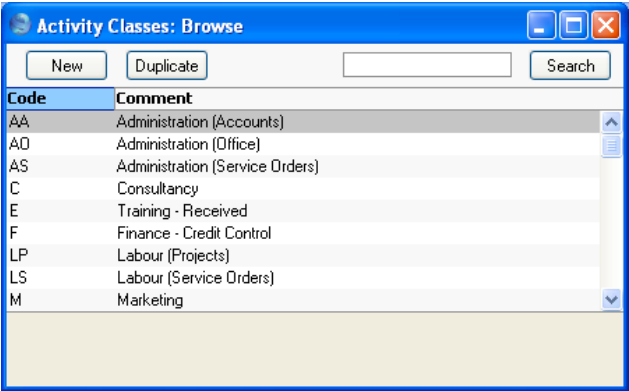 Activity Classes: Browse
New Duplicate Search
Code Comment
AA Administration (Accounts)
AO Administration (Office)
AS Administration (Service Orders)
C Consultancy
E Training - Received
F Finance - Credit Control
LP Labour (Projects)
LS Labour (Service Orders)
M Marketing